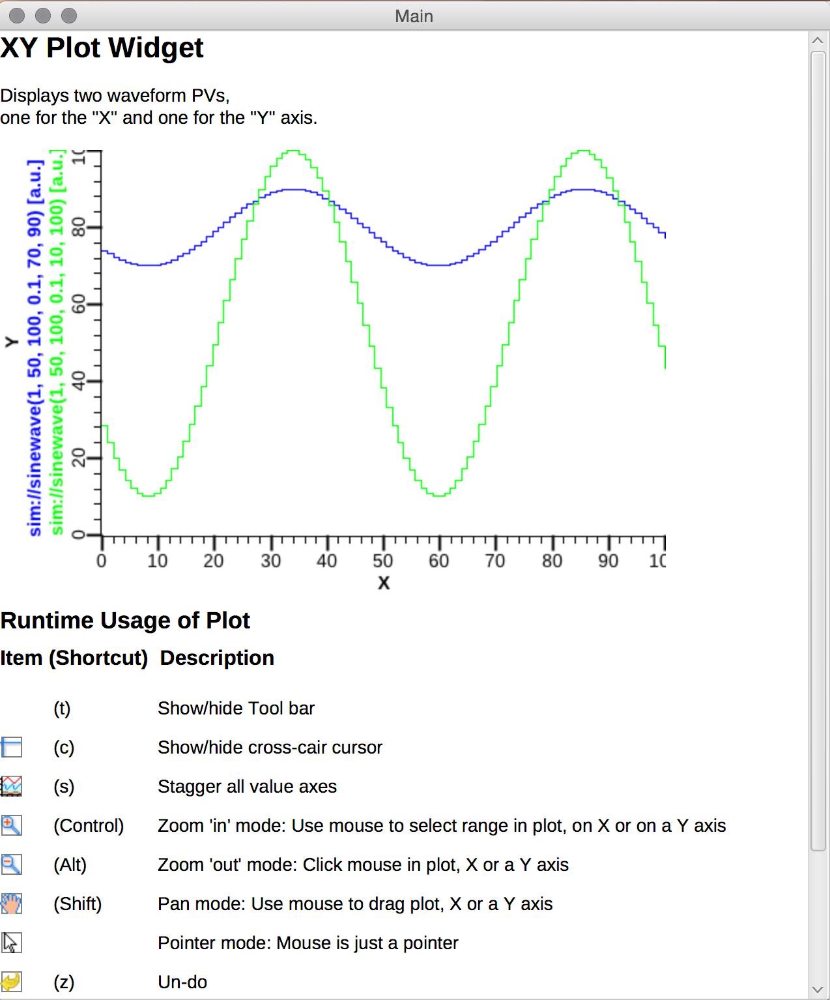 Main
XY Plot Widget
Displays two waveform PVs,
one for the "X" and one for the "Y" axis.
Y
sim://sinewave(1, 50, 100, 0.1, 70, 90) [a.u.]
sim://sinewave(1, 50, 100, 0.1, 10, 100) [a.u.]
80
60
40
20
0
0 10 20 30 40 50 60 70 80 90 10
X
Runtime Usage of Plot
Item (Shortcut) Description
(t) Show/hide Tool bar
(c) Show/hide cross-cair cursor
(s) Stagger all value axes
(Control) Zoom 'in' mode: Use mouse to select range in plot, on X or on a Y axis
(Alt) Zoom 'out' mode: Click mouse in plot, X or a Y axis
(Shift) Pan mode: Use mouse to drag plot, X or a Y axis
Pointer mode: Mouse is just a pointer
(z) Un-do